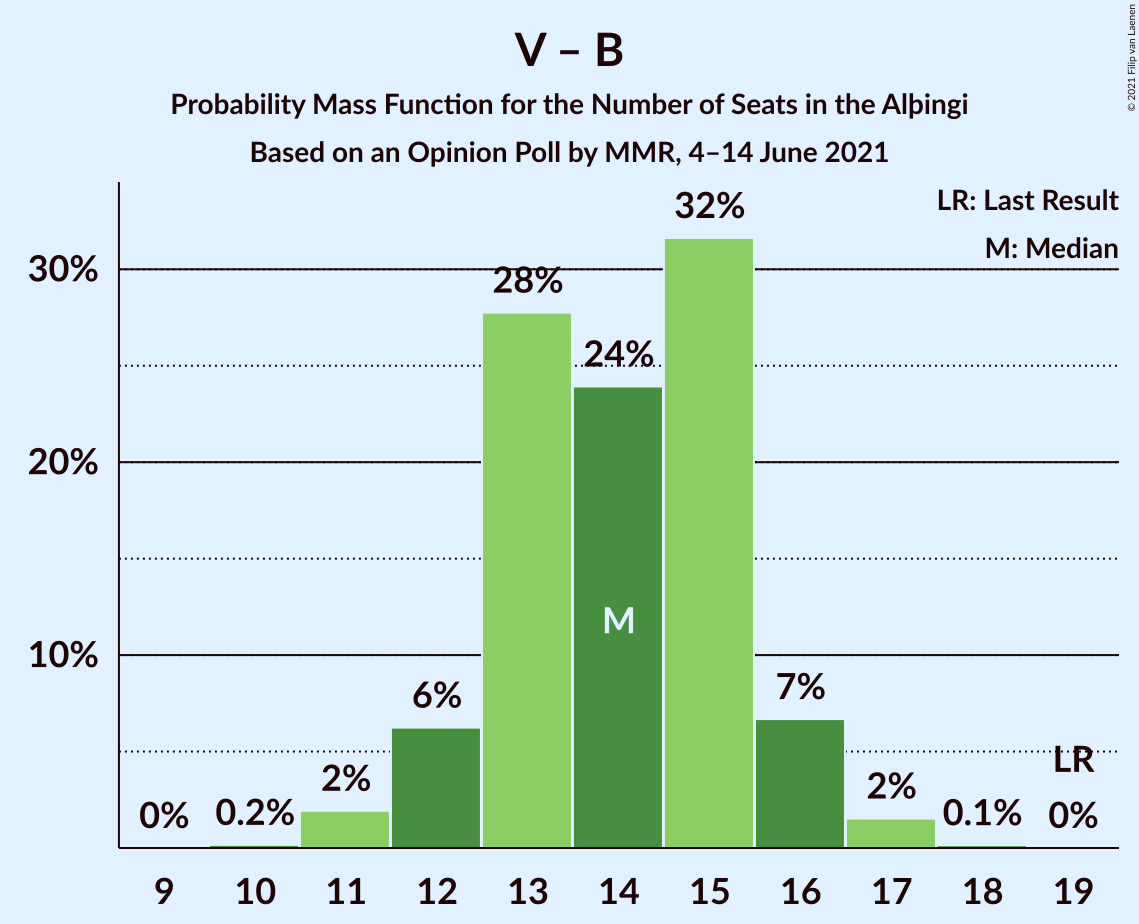 V – B
Probability Mass Function for the Number of Seats in the Alþingi
Based on an Opinion Poll by MMR, 4–14 June 2021
© 2021 Filip van Laenen
LR: Last Result
M: Median
30%
20%
10%
0%
0.2%
2%
6%
28%
24%
32%
7%
2%
0.1%
0%
M
LR
9 10 11 12 13 14 15 16 17 18 19